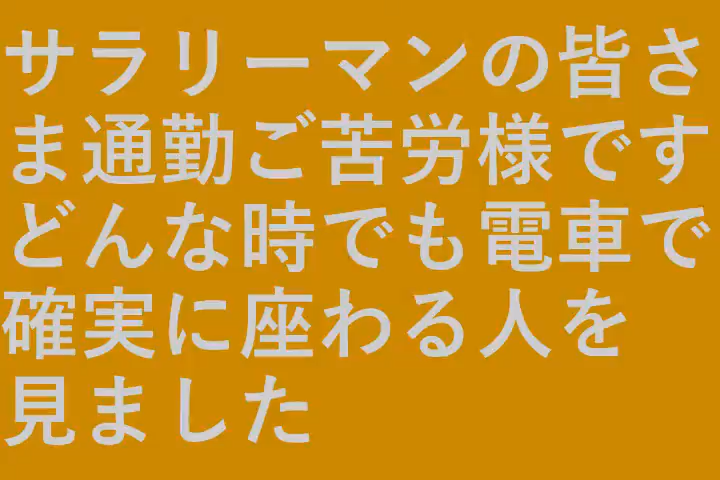 サラリーマンの皆さ
ま通勤ご苦労様です
どんな時でも電車で
確実に座わる人を
見ました